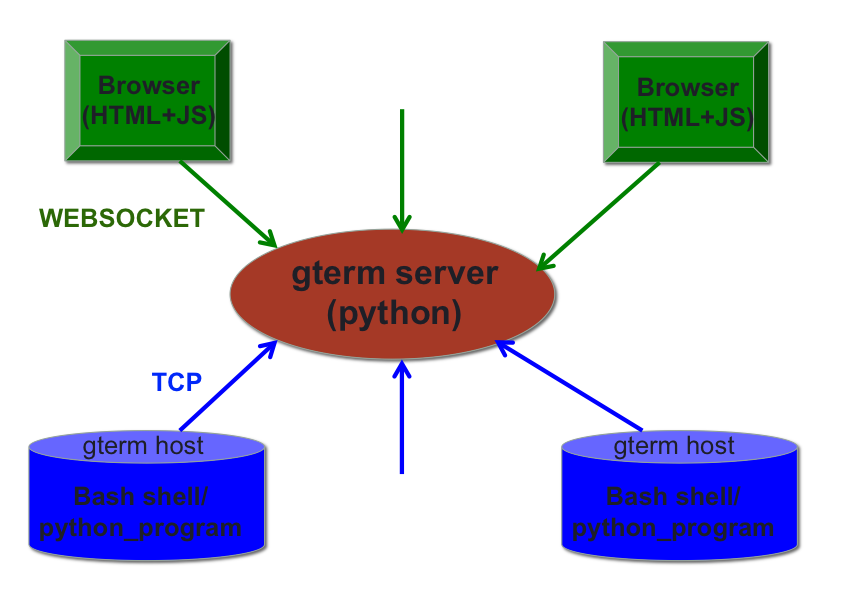 Browser
(HTML+JS)
Browser
(HTML+JS)
WEBSOCKET
gterm server
(python)
TCP
gterm host
Bash shell/
python_program
gterm host
Bash shell/
python_program